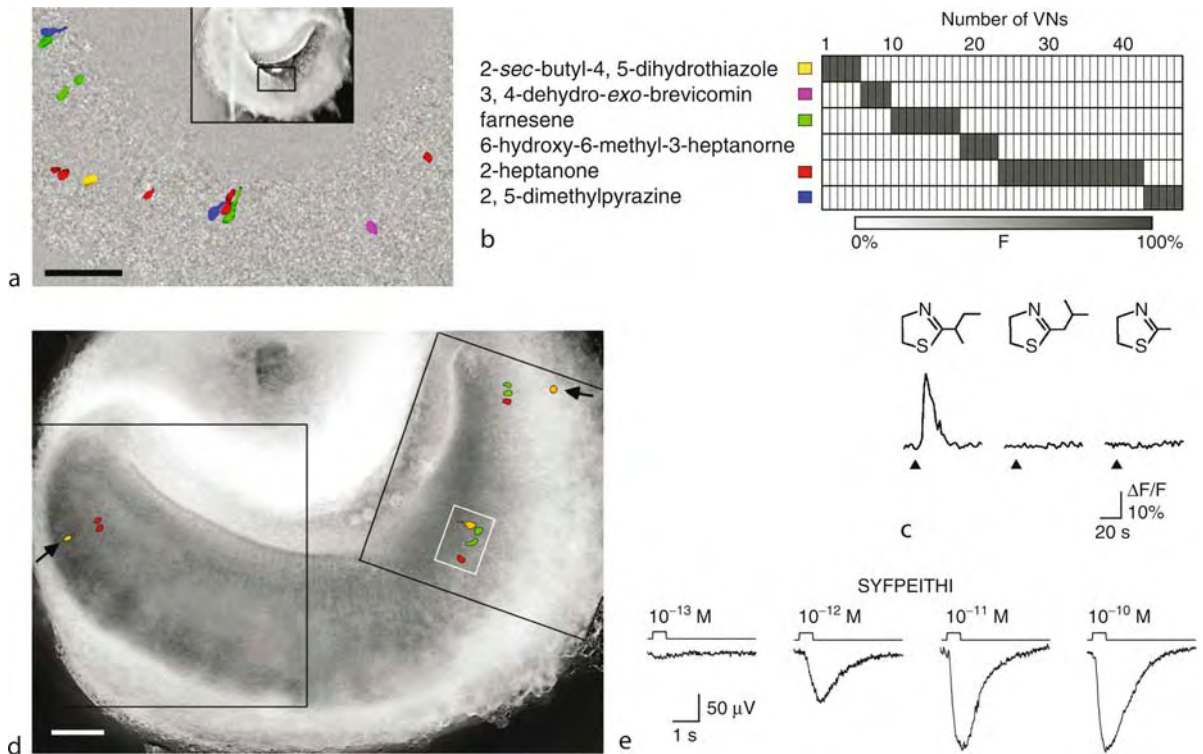 a
b
Number of VNs
1 10 20 30 40
2-sec-butyl-4, 5-dihydrothiazole
3, 4-dehydro-exo-brevicomin
farnesene
6-hydroxy-6-methyl-3-heptanorne
2-heptanone
2, 5-dimethylpyrazine
0% F 100%
N N N
S S S
ΔF/F
10%
20 s
c
d
SYFPEITHI
10⁻¹³ M 10⁻¹² M 10⁻¹¹ M 10⁻¹⁰ M
50 µV
1 s
e